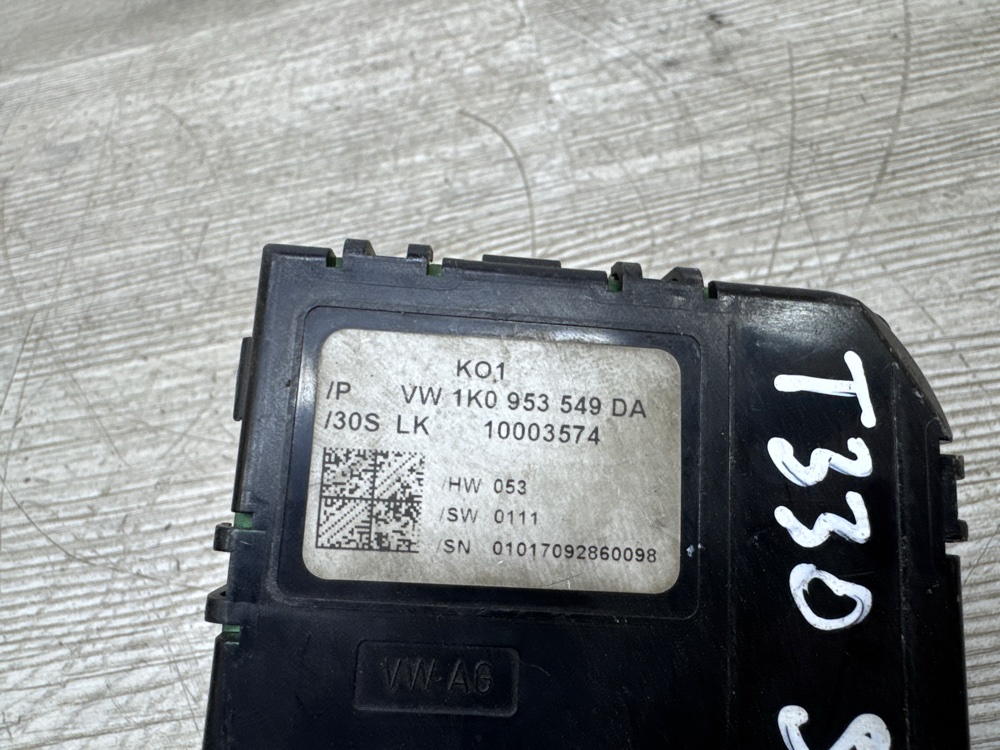 KO1
/P VW 1K0 953 549 DA
/30S LK 10003574
/HW 053
/SW 0111
/SN 01017092860098
VW-AG
T330